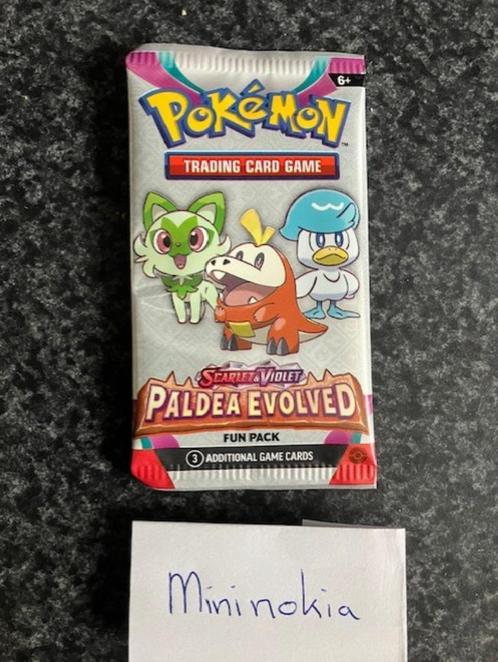 6+
POKÉMON
TRADING CARD GAME
SCARLET & VIOLET
PALDEA EVOLVED
FUN PACK
3 ADDITIONAL GAME CARDS
Mininokia